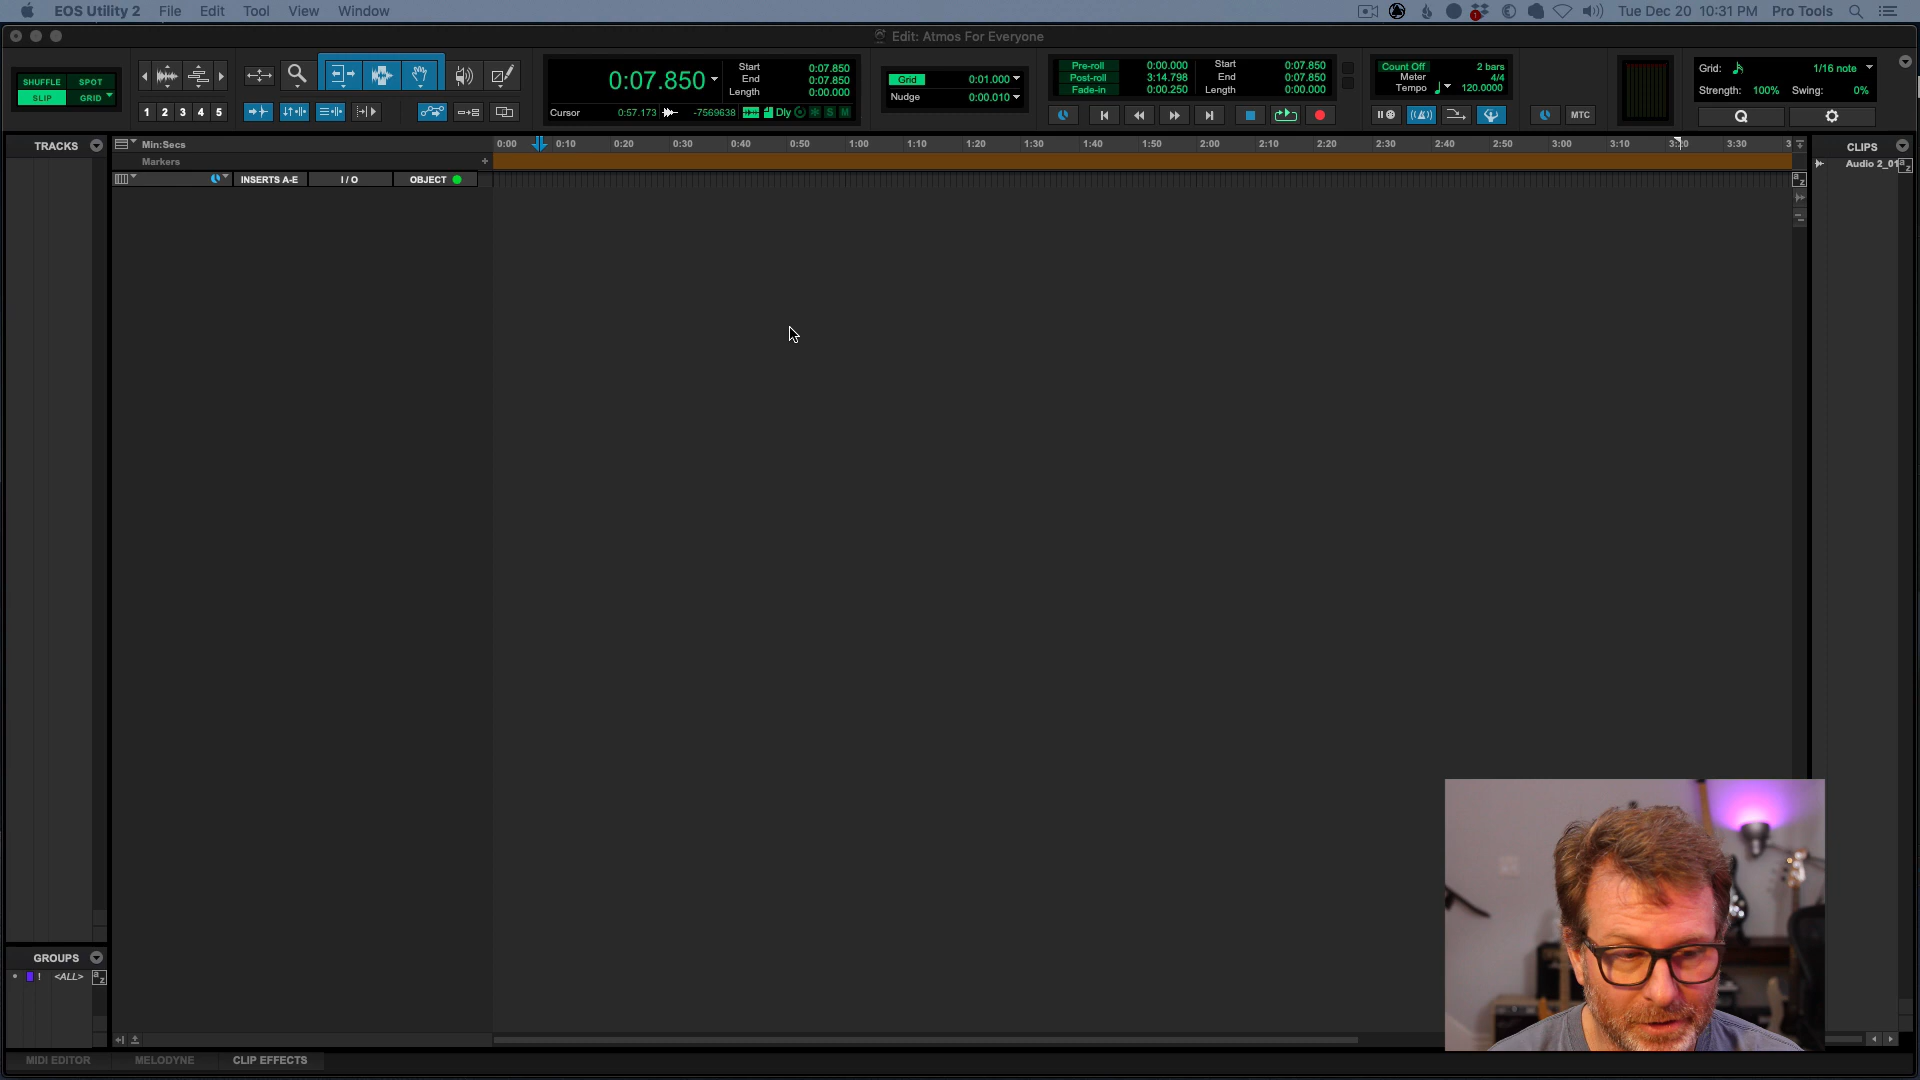 EOS Utility 2 File Edit Tool View Window Tue Dec 20 10:31 PM Pro Tools
Edit: Atmos For Everyone
SHUFFLE SPOT
SLIP GRID
1 2 3 4 5
0:07.850
Start 0:07.850
End 0:07.850
Length 0:00.000
Cursor 0:57.173 -7569638 Dly S M
Grid 0:01.000
Nudge 0:00.010
Pre-roll 0:00.000
Post-roll 3:14.798
Fade-in 0:00.250
Start 0:07.850
End 0:07.850
Length 0:00.000
Count Off 2 bars
Meter 4/4
Tempo 120.0000
MTC
Grid: 1/16 note
Strength: 100% Swing: 0%
Q
TRACKS
Min:Secs
0:00 0:10 0:20 0:30 0:40 0:50 1:00 1:10 1:20 1:30 1:40 1:50 2:00 2:10 2:20 2:30 2:40 2:50 3:00 3:10 3:20 3:30 3
Markers
INSERTS A-E I / O OBJECT
a z
CLIPS
Audio 2_01
a z
GROUPS
! <ALL>
a z
MIDI EDITOR MELODYNE CLIP EFFECTS